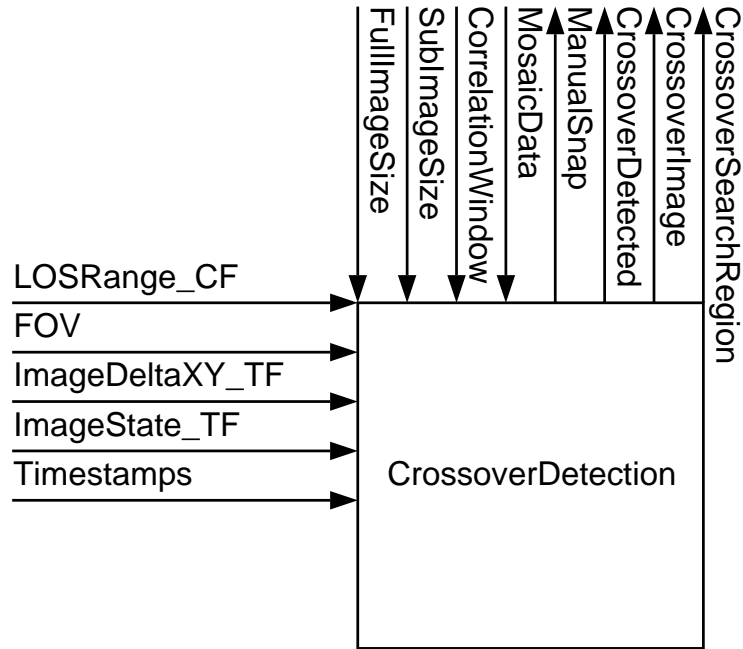 FullImageSize
SubImageSize
CorrelationWindow
MosaicData
ManualSnap
CrossoverDetected
CrossoverImage
CrossoverSearchRegion
LOSRange_CF
FOV
ImageDeltaXY_TF
ImageState_TF
Timestamps
CrossoverDetection